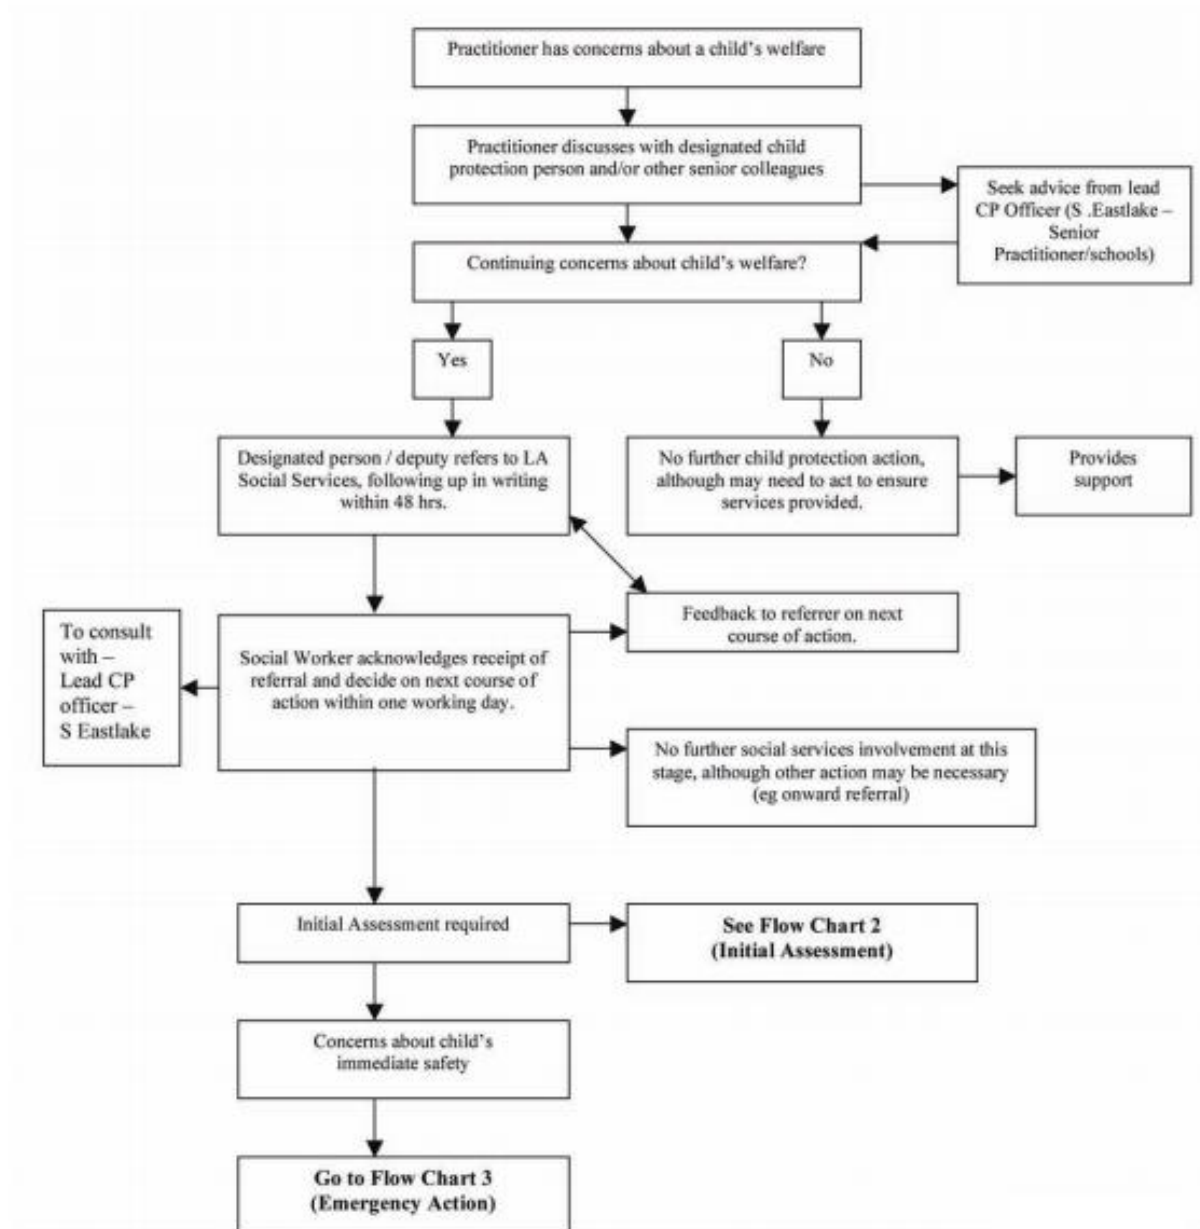 Practitioner has concerns about a child's welfare
Practitioner discusses with designated child
protection person and/or other senior colleagues
Seek advice from lead
CP Officer (S .Eastlake –
Senior
Practitioner/schools)
Continuing concerns about child's welfare?
Yes
No
Designated person / deputy refers to LA
Social Services, following up in writing
within 48 hrs.
No further child protection action,
although may need to act to ensure
services provided.
Provides
support
Feedback to referrer on next
course of action.
To consult
with –
Lead CP
officer –
S Eastlake
Social Worker acknowledges receipt of
referral and decide on next course of
action within one working day.
No further social services involvement at this
stage, although other action may be necessary
(eg onward referral)
Initial Assessment required
See Flow Chart 2
(Initial Assessment)
Concerns about child's
immediate safety
Go to Flow Chart 3
(Emergency Action)